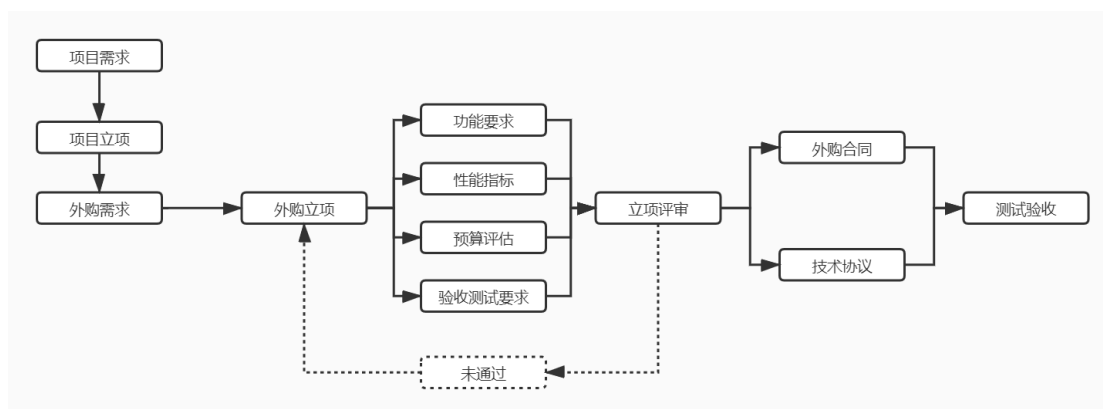 项目需求
项目立项
外购需求
外购立项
功能要求
性能指标
预算评估
验收测试要求
未通过
立项评审
外购合同
技术协议
测试验收